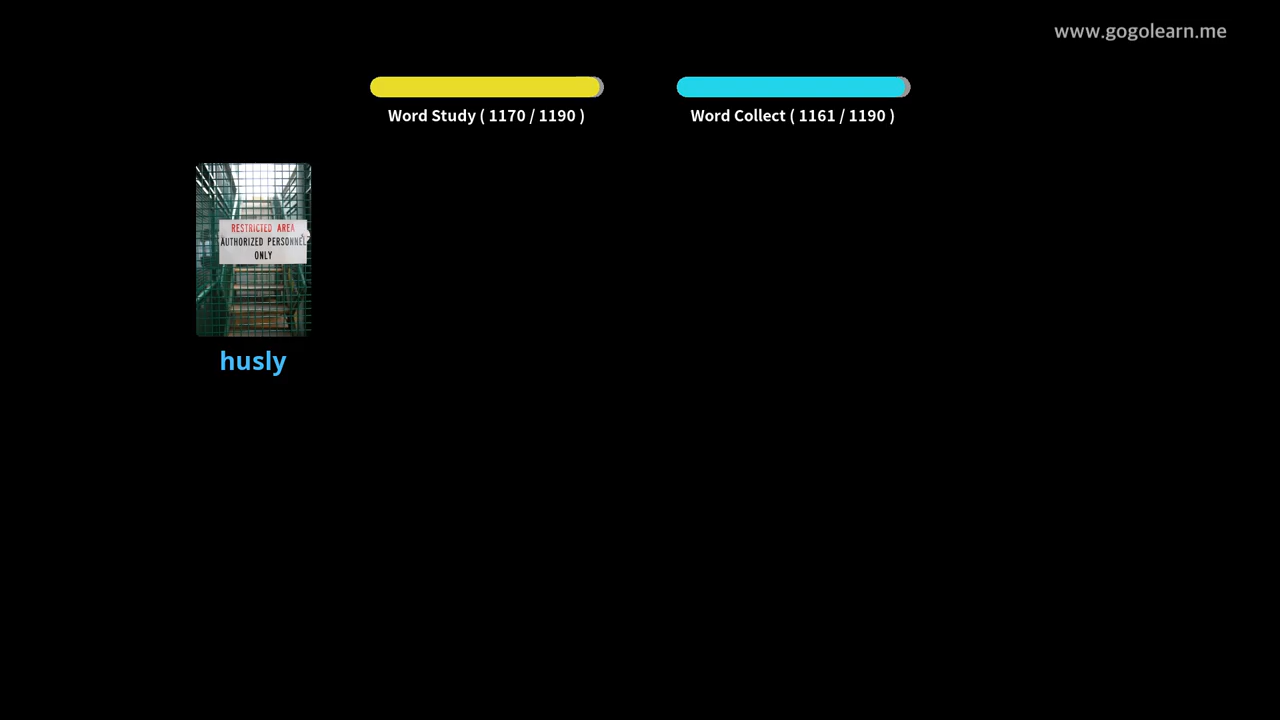 www.gogolearn.me
Word Study ( 1170 / 1190 )
Word Collect ( 1161 / 1190 )
RESTRICTED AREA
AUTHORIZED PERSONNEL
ONLY
husly